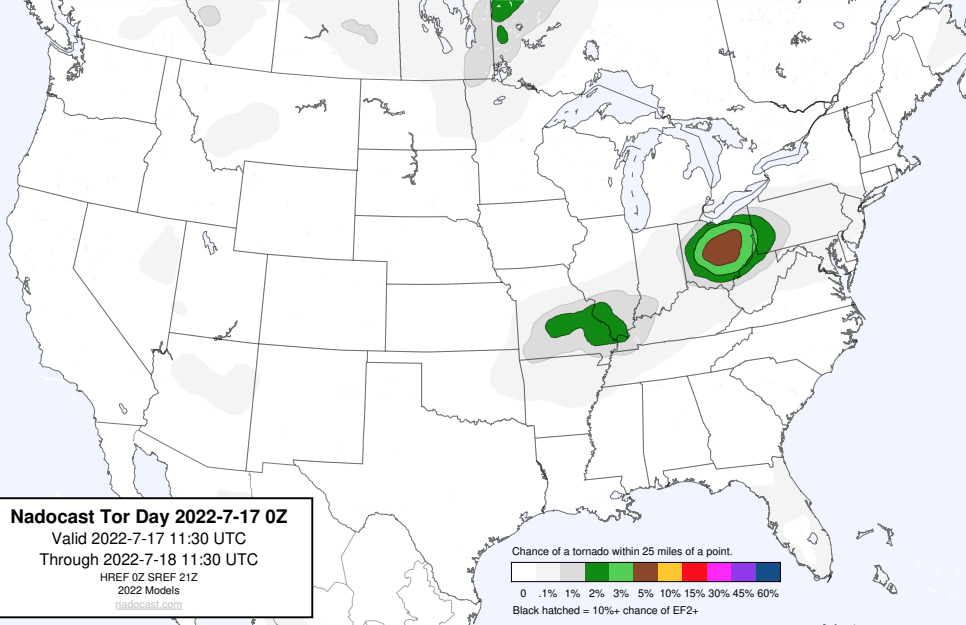 Nadocast Tor Day 2022-7-17 0Z
Valid 2022-7-17 11:30 UTC
Through 2022-7-18 11:30 UTC
HREF 0Z SREF 21Z
2022 Models
nadocast.com
Chance of a tornado within 25 miles of a point.
0 .1% 1% 2% 3% 5% 10% 15% 30% 45% 60%
Black hatched = 10%+ chance of EF2+